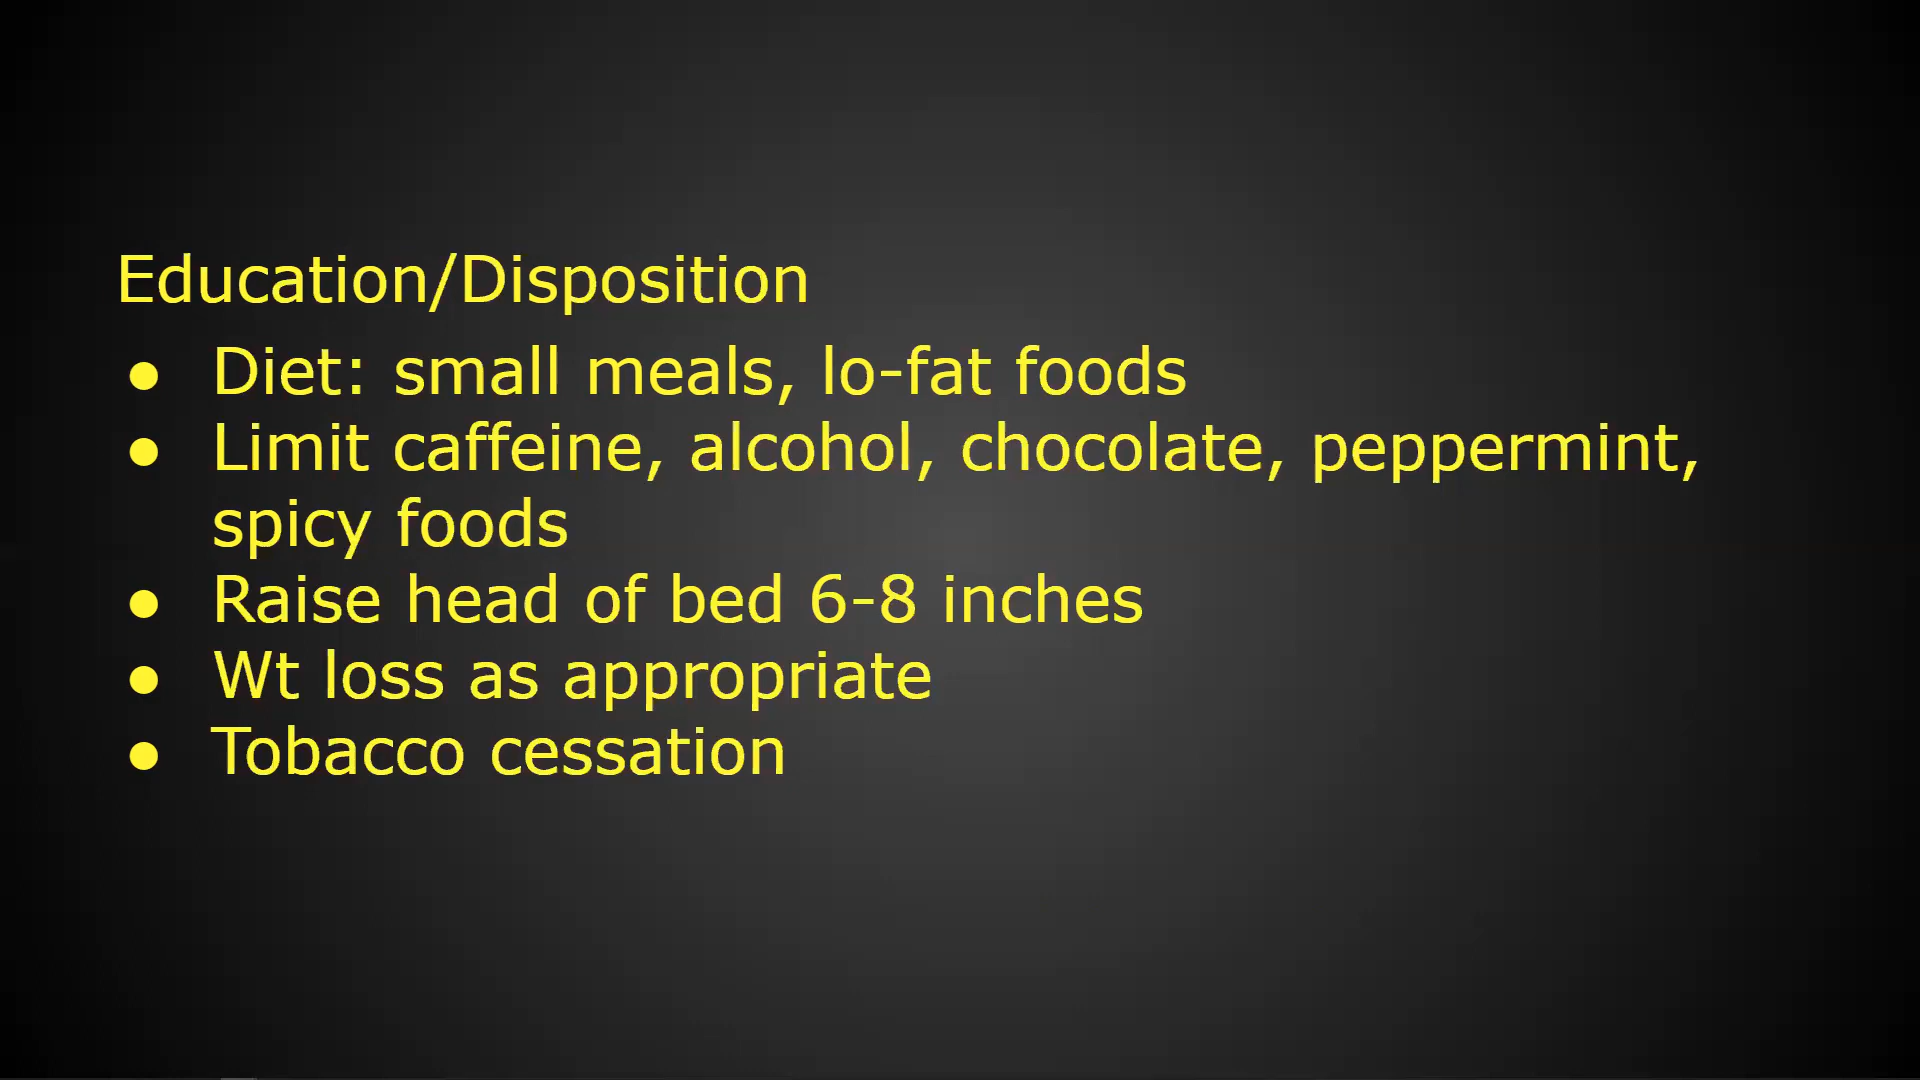 Education/Disposition
● Diet: small meals, lo-fat foods
● Limit caffeine, alcohol, chocolate, peppermint,
spicy foods
● Raise head of bed 6-8 inches
● Wt loss as appropriate
● Tobacco cessation